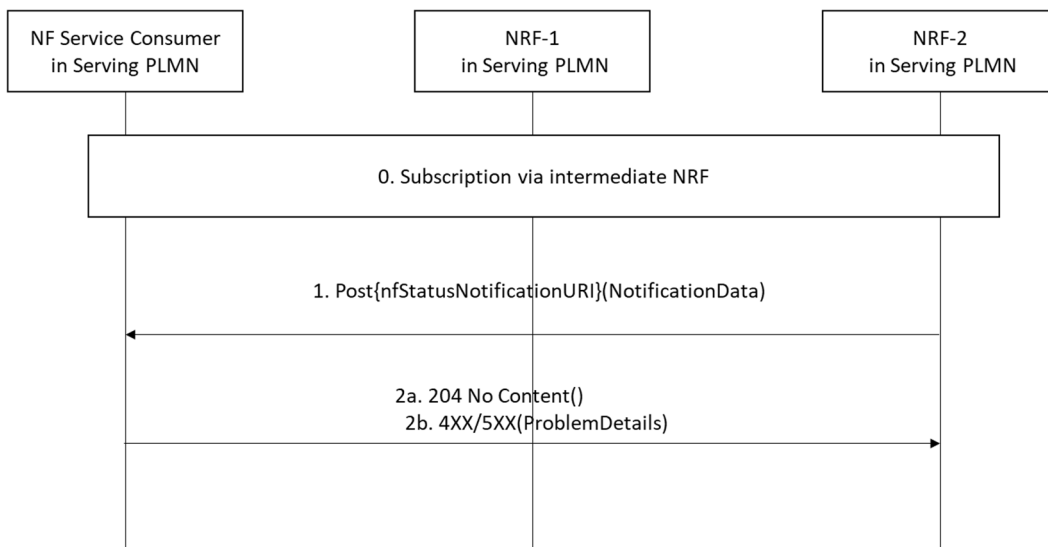 NF Service Consumer
in Serving PLMN
NRF-1
in Serving PLMN
NRF-2
in Serving PLMN
0. Subscription via intermediate NRF
1. Post{nfStatusNotificationURI}(NotificationData)
2a. 204 No Content()
2b. 4XX/5XX(ProblemDetails)